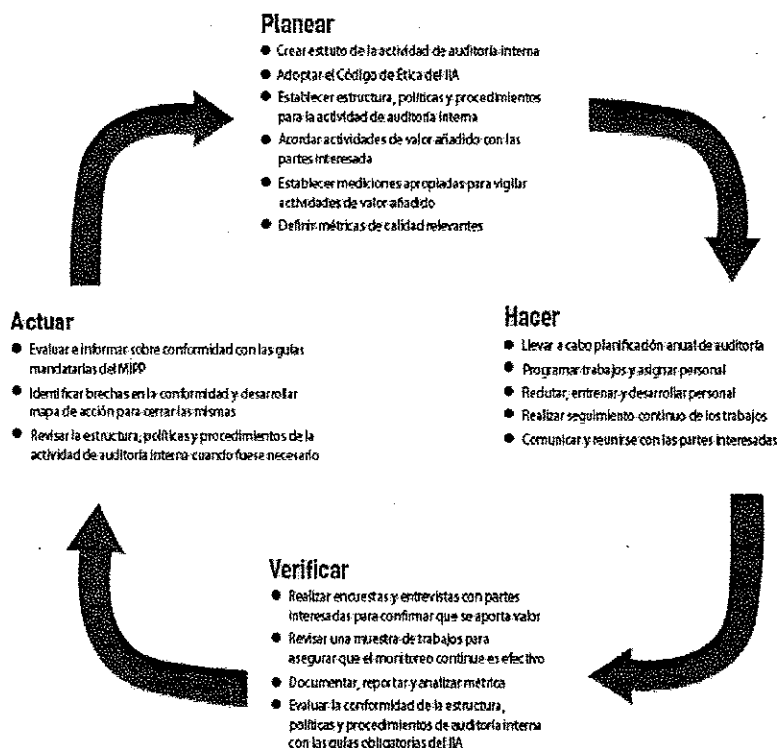 Planear
● Crear estatuto de la actividad de auditoría interna
● Adoptar el Código de Ética del IIA
● Establecer estructura, políticas y procedimientos
para la actividad de auditoría interna
● Acordar actividades de valor añadido con las
partes interesada
● Establecer mediciones apropiadas para vigilar
actividades de valor añadido
● Definir métricas de calidad relevantes
Hacer
● Llevar a cabo planificación anual de auditoría
● Programar trabajos y asignar personal
● Reclutar, entrenar y desarrollar personal
● Realizar seguimiento continuo de los trabajos
● Comunicar y reunirse con las partes interesadas
Verificar
● Realizar encuestas y entrevistas con partes
interesadas para confirmar que se aporta valor
● Revisar una muestra de trabajos para
asegurar que el monitoreo continue es efectivo
● Documentar, reportar y analizar métrica
● Evaluar la conformidad de la estructura,
políticas y procedimientos de auditoría interna
con las guías obligatorias del IIA
Actuar
● Evaluar e informar sobre conformidad con las guías
mandatarias del MIPP
● Identificar brechas en la conformidad y desarrollar
mapa de acción para cerrar las mismas
● Revisar la estructura, políticas y procedimientos de la
actividad de auditoría interna cuando fuese necesario